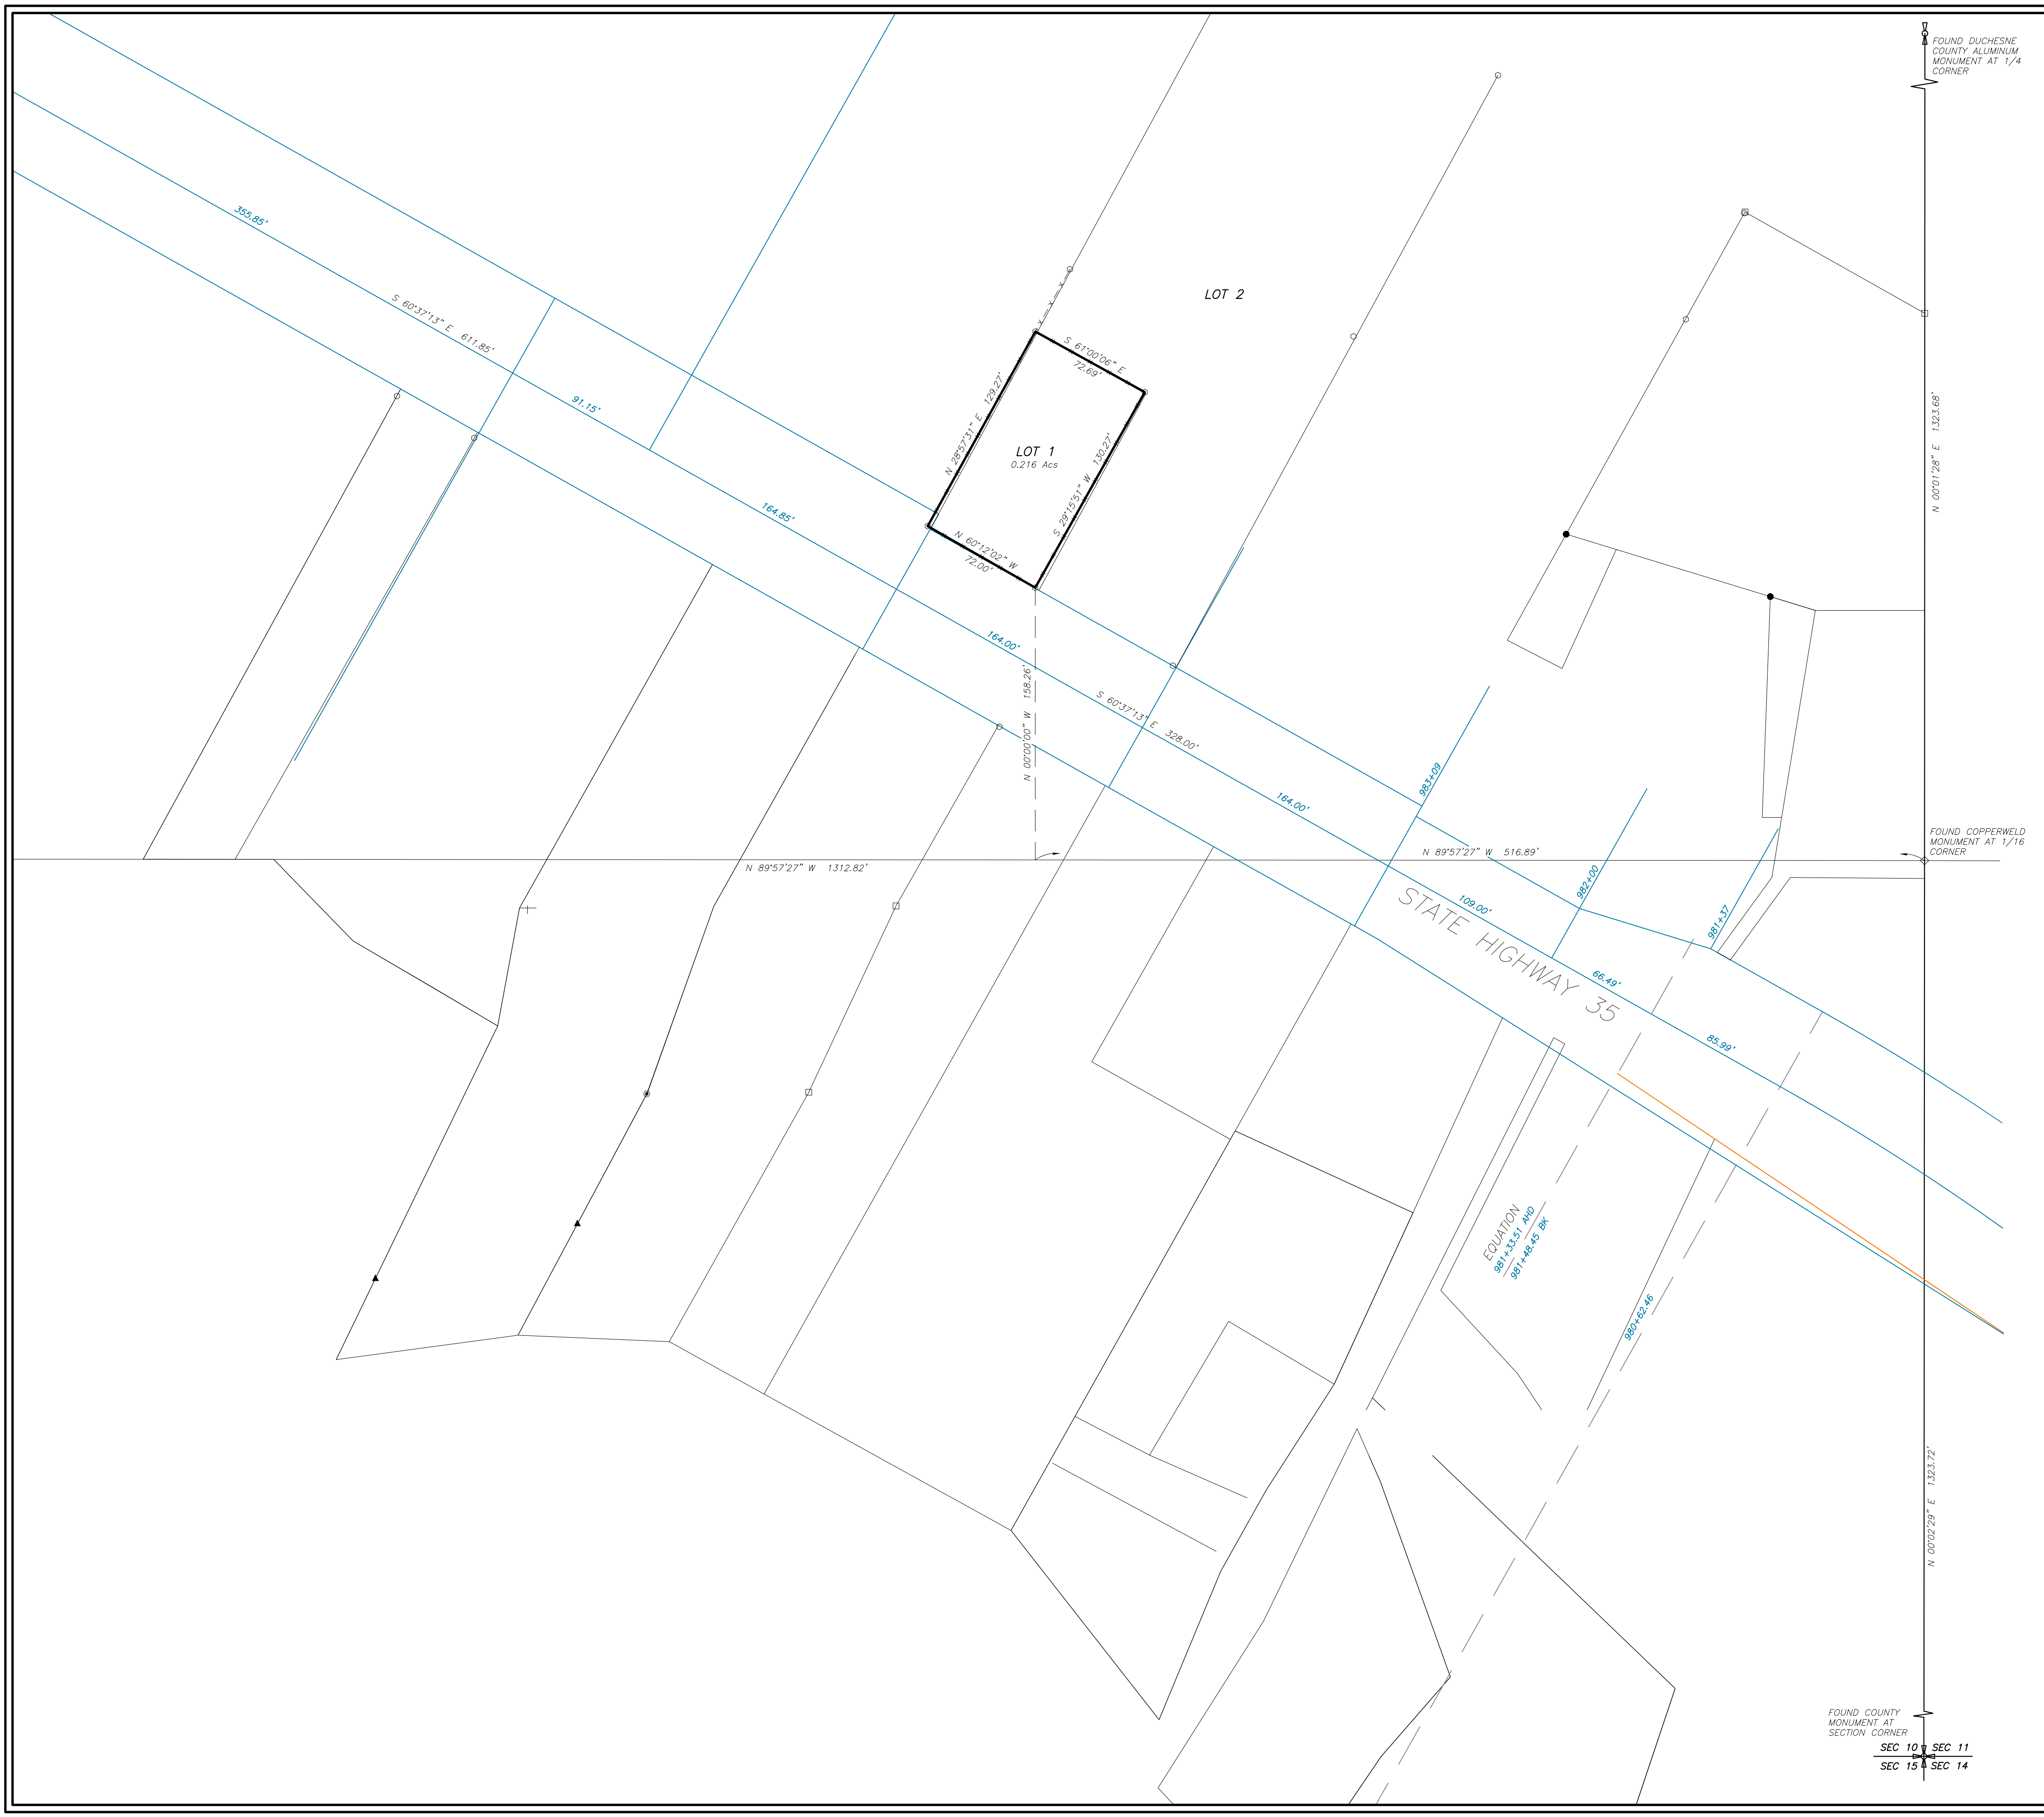 FOUND DUCHESNE
COUNTY ALUMINUM
MONUMENT AT 1/4
CORNER
355.85'
S 60°37'13" E 611.85'
91.15'
164.85'
LOT 2
S 61°00'06" E
72.69'
N 28°57'31" E 129.27'
LOT 1
0.216 Acs
S 29°15'51" W 130.27'
N 60°12'02" W
72.00'
N 00°01'28" E 1323.68'
164.00'
N 00°00'00" W 158.26'
S 60°37'13" E 328.00'
164.00'
983+09
FOUND COPPERWELD
MONUMENT AT 1/16
CORNER
N 89°57'27" W 1312.82'
N 89°57'27" W 516.89'
982+00
109.00'
981+37
STATE HIGHWAY 35
66.49'
85.99'
EQUATION
981+33.51 AHD
981+48.45 BK
980+62.46
N 00°02'29" E 1323.72'
FOUND COUNTY
MONUMENT AT
SECTION CORNER
SEC 10 SEC 11
SEC 15 SEC 14